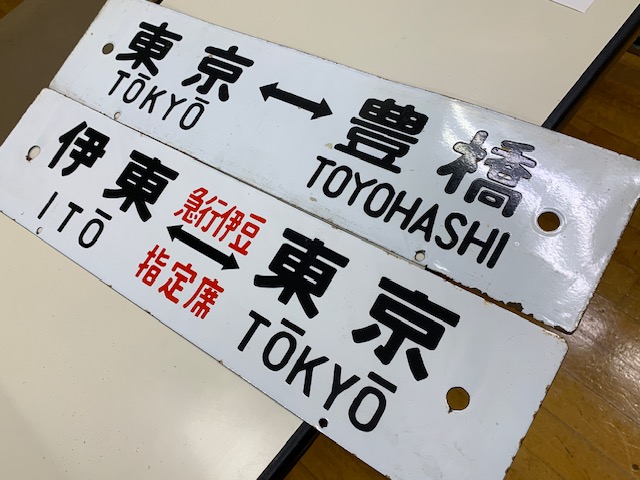 東京 ↔ 豊橋
TŌKYŌ TOYOHASHI
伊東 ↔ 東京
ITŌ TŌKYŌ
急行伊豆
指定席